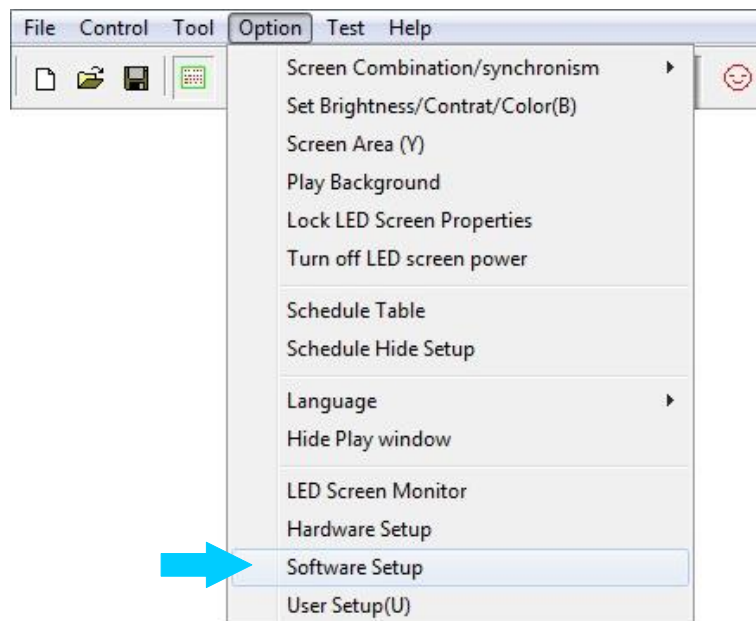 File Control Tool Option Test Help
Screen Combination/synchronism
Set Brightness/Contrat/Color(B)
Screen Area (Y)
Play Background
Lock LED Screen Properties
Turn off LED screen power
Schedule Table
Schedule Hide Setup
Language
Hide Play window
LED Screen Monitor
Hardware Setup
Software Setup
User Setup(U)